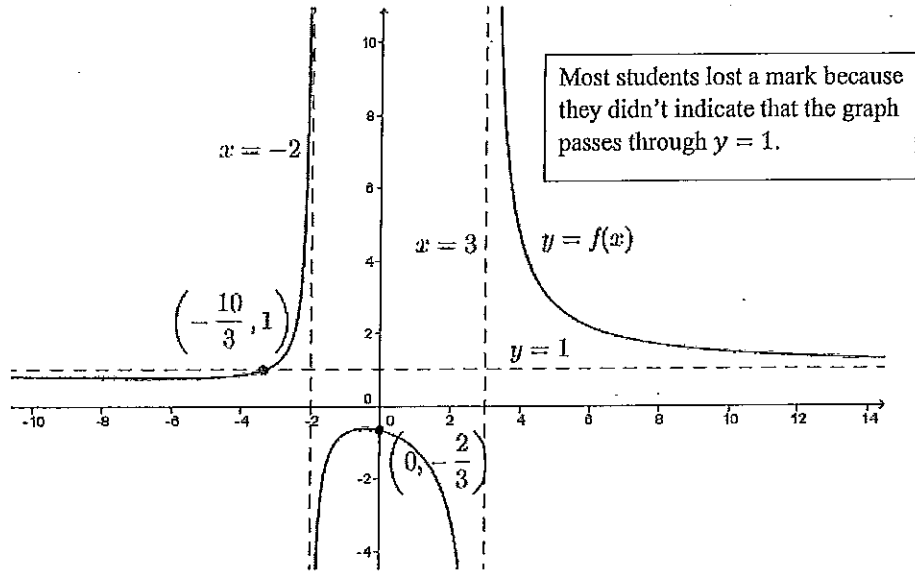 10
Most students lost a mark because
they didn't indicate that the graph
passes through y = 1.
8
x = −2
6
x = 3
y = f(x)
4
(−10/3, 1)
2
y = 1
0
-10 -8 -6 -4 -2 0 2 4 6 8 10 12 14
(0, −2/3)
-2
-4